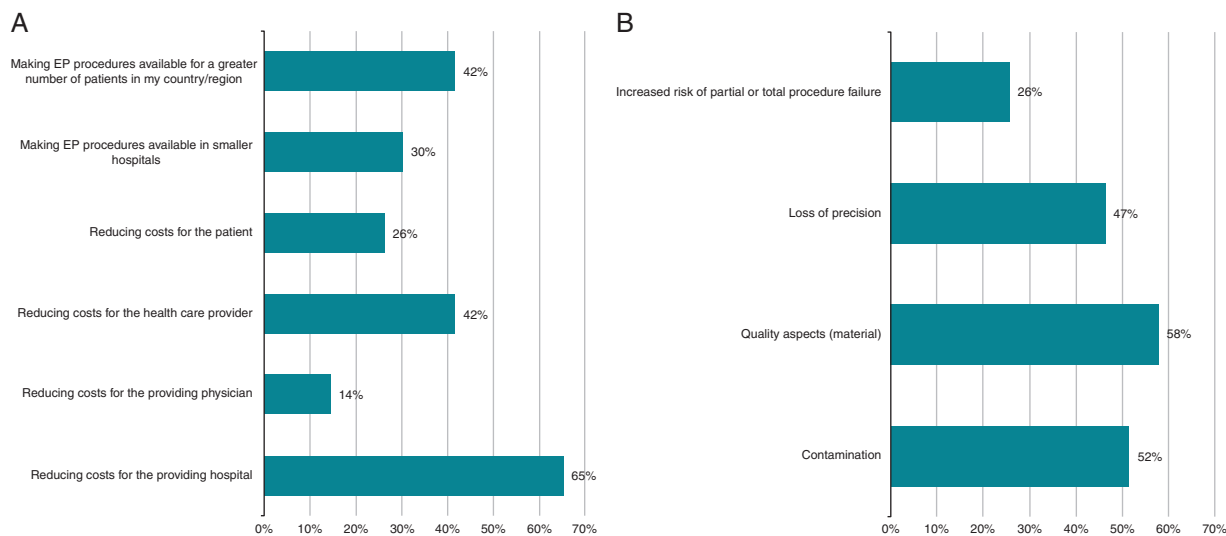 A
Making EP procedures available for a greater
number of patients in my country/region
42%
Making EP procedures available in smaller
hospitals
30%
Reducing costs for the patient
26%
Reducing costs for the health care provider
42%
Reducing costs for the providing physician
14%
Reducing costs for the providing hospital
65%
0% 10% 20% 30% 40% 50% 60% 70%
B
Increased risk of partial or total procedure failure
26%
Loss of precision
47%
Quality aspects (material)
58%
Contamination
52%
0% 10% 20% 30% 40% 50% 60% 70%